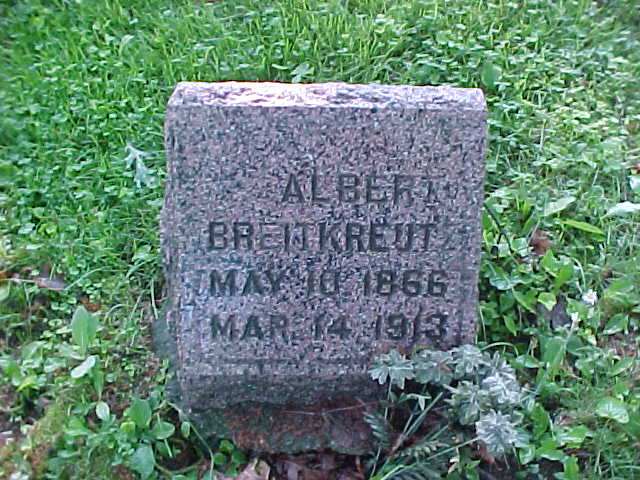 ALBERT
BREITKREUTZ
MAY 10 1866
MAR 14 1913